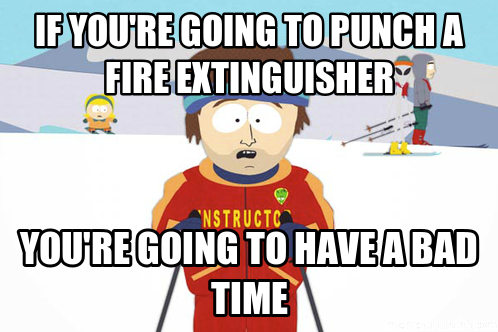 IF YOU'RE GOING TO PUNCH A
FIRE EXTINGUISHER
NSTRUCTO
YOU'RE GOING TO HAVE A BAD
TIME